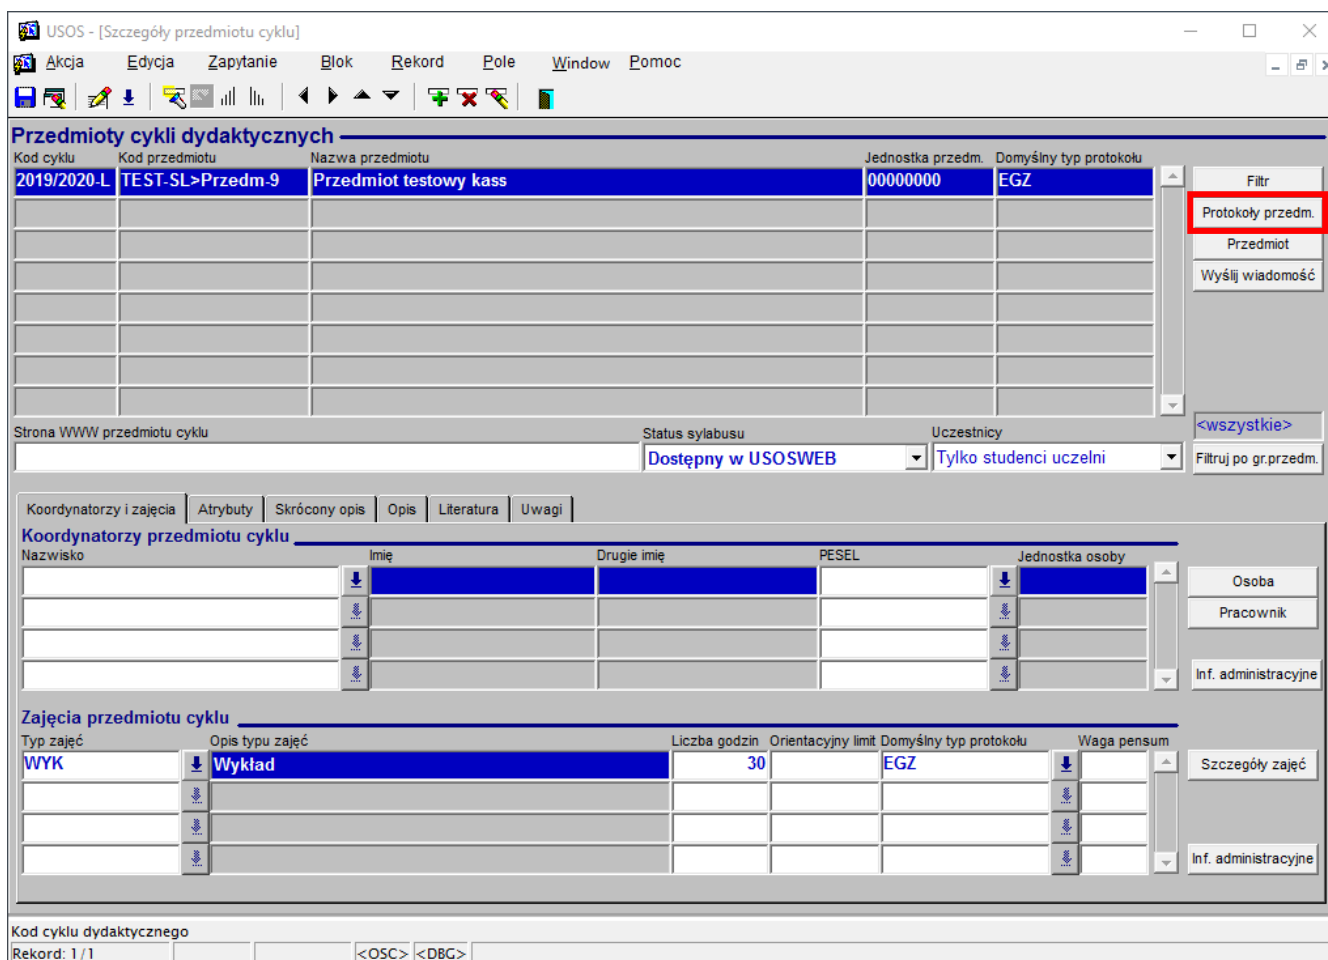 USOS - [Szczegóły przedmiotu cyklu]
Akcja Edycja Zapytanie Blok Rekord Pole Window Pomoc
Przedmioty cykli dydaktycznych
Kod cyklu Kod przedmiotu Nazwa przedmiotu Jednostka przedm. Domyślny typ protokołu
2019/2020-L TEST-SL>Przedm-9 Przedmiot testowy kass 00000000 EGZ Filtr
Protokoły przedm.
Przedmiot
Wyślij wiadomość
<wszystkie>
Strona WWW przedmiotu cyklu Status sylabusu Uczestnicy
Dostępny w USOSWEB Tylko studenci uczelni Filtruj po gr.przedm.
Koordynatorzy i zajęcia Atrybuty Skrócony opis Opis Literatura Uwagi
Koordynatorzy przedmiotu cyklu
Nazwisko Imię Drugie imię PESEL Jednostka osoby
Osoba
Pracownik
Inf. administracyjne
Zajęcia przedmiotu cyklu
Typ zajęć Opis typu zajęć Liczba godzin Orientacyjny limit Domyślny typ protokołu Waga pensum
WYK Wykład 30 EGZ Szczegóły zajęć
Inf. administracyjne
Kod cyklu dydaktycznego
Rekord: 1/1 <OSC> <DBG>